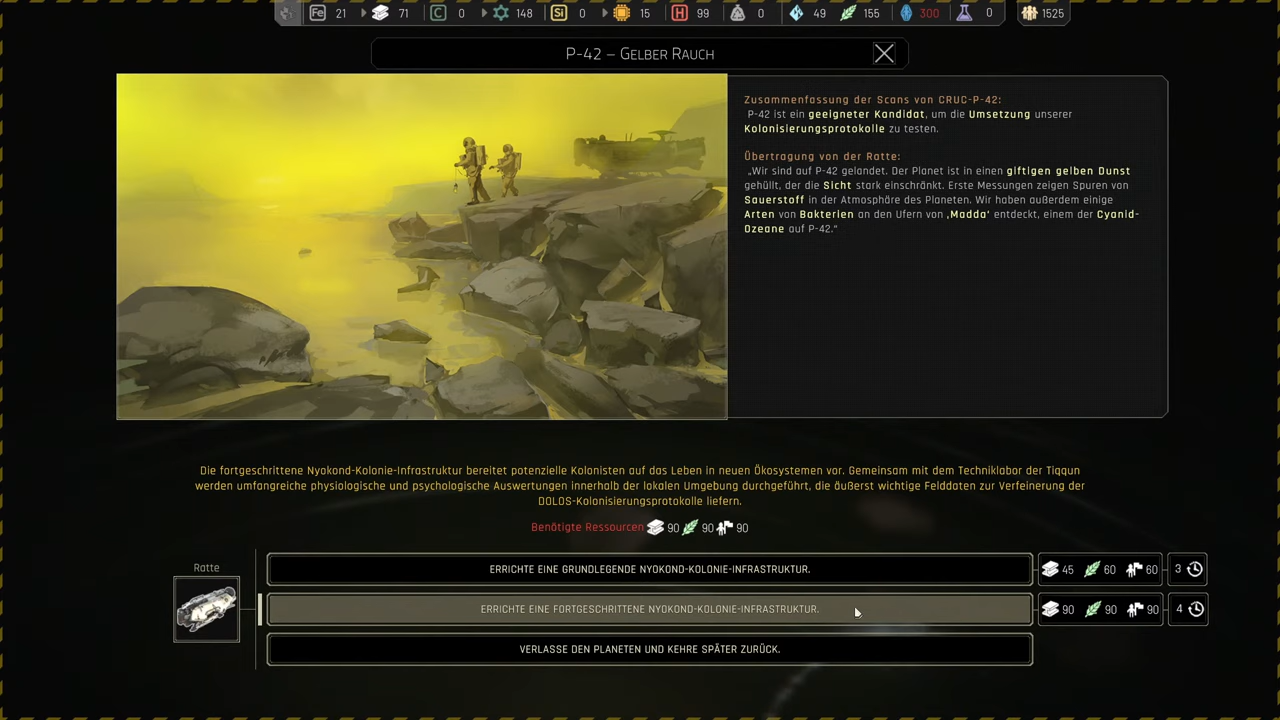 Fe 21 71 C 0 148 Si 0 15 H 99 0 49 155 300 0 1525
P-42 – Gelber Rauch
Zusammenfassung der Scans von CRUC-P-42:
P-42 ist ein geeigneter Kandidat, um die Umsetzung unserer
Kolonisierungsprotokolle zu testen.
Übertragung von der Ratte:
„Wir sind auf P-42 gelandet. Der Planet ist in einen giftigen gelben Dunst
gehüllt, der die Sicht stark einschränkt. Erste Messungen zeigen Spuren von
Sauerstoff in der Atmosphäre des Planeten. Wir haben außerdem einige
Arten von Bakterien an den Ufern von ‚Madda‘ entdeckt, einem der Cyanid-
Ozeane auf P-42.“
Die fortgeschrittene Nyokond-Kolonie-Infrastruktur bereitet potenzielle Kolonisten auf das Leben in neuen Ökosystemen vor. Gemeinsam mit dem Techniklabor der Tiqqun
werden umfangreiche physiologische und psychologische Auswertungen innerhalb der lokalen Umgebung durchgeführt, die äußerst wichtige Felddaten zur Verfeinerung der
DOLOS-Kolonisierungsprotokolle liefern.
Benötigte Ressourcen 90 90 90
Ratte
ERRICHTE EINE GRUNDLEGENDE NYOKOND-KOLONIE-INFRASTRUKTUR. 45 60 60 3
ERRICHTE EINE FORTGESCHRITTENE NYOKOND-KOLONIE-INFRASTRUKTUR. 90 90 90 4
VERLASSE DEN PLANETEN UND KEHRE SPÄTER ZURÜCK.